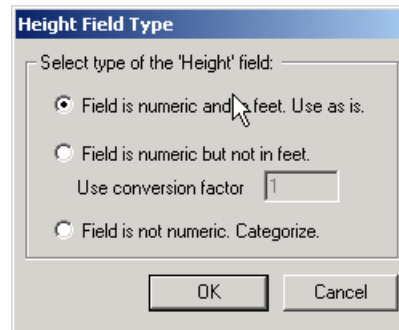 Height Field Type
Select type of the 'Height' field:
Field is numeric and feet. Use as is.
Field is numeric but not in feet.
Use conversion factor 1
Field is not numeric. Categorize.
OK Cancel